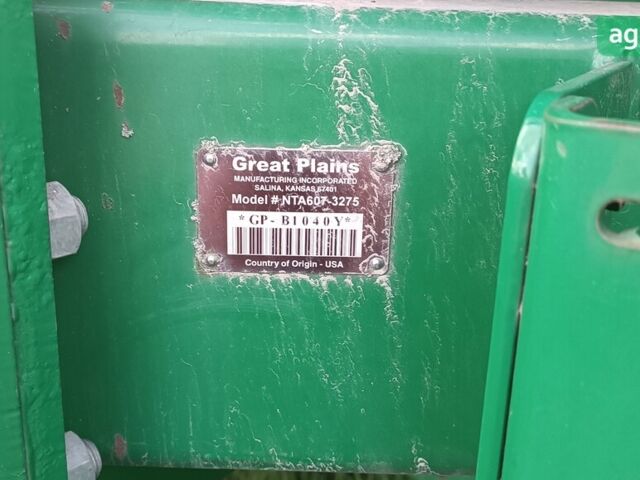 ag
Great Plains
MANUFACTURING INCORPORATED
SALINA, KANSAS 67401
Model # NTA607-3275
*GP-B1040Y*
Country of Origin - USA